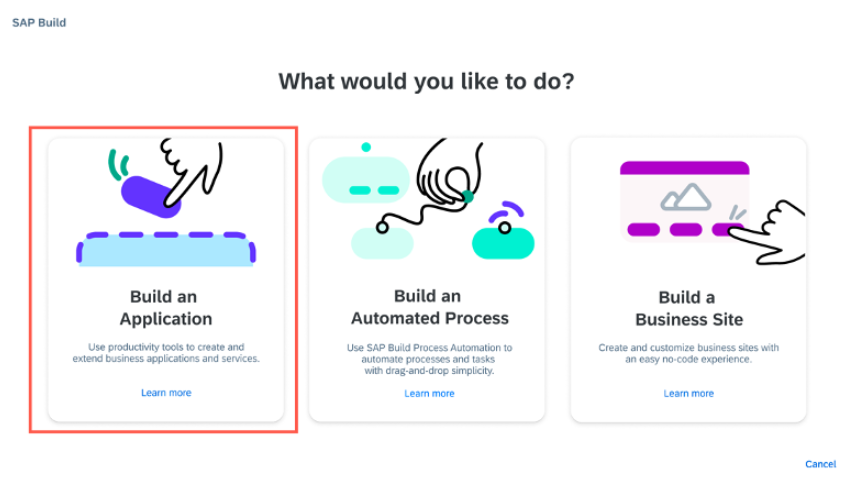 SAP Build
What would you like to do?
Build an
Application
Use productivity tools to create and
extend business applications and services.
Learn more
Build an
Automated Process
Use SAP Build Process Automation to
automate processes and tasks
with drag-and-drop simplicity.
Learn more
Build a
Business Site
Create and customize business sites with
an easy no-code experience.
Learn more
Cancel